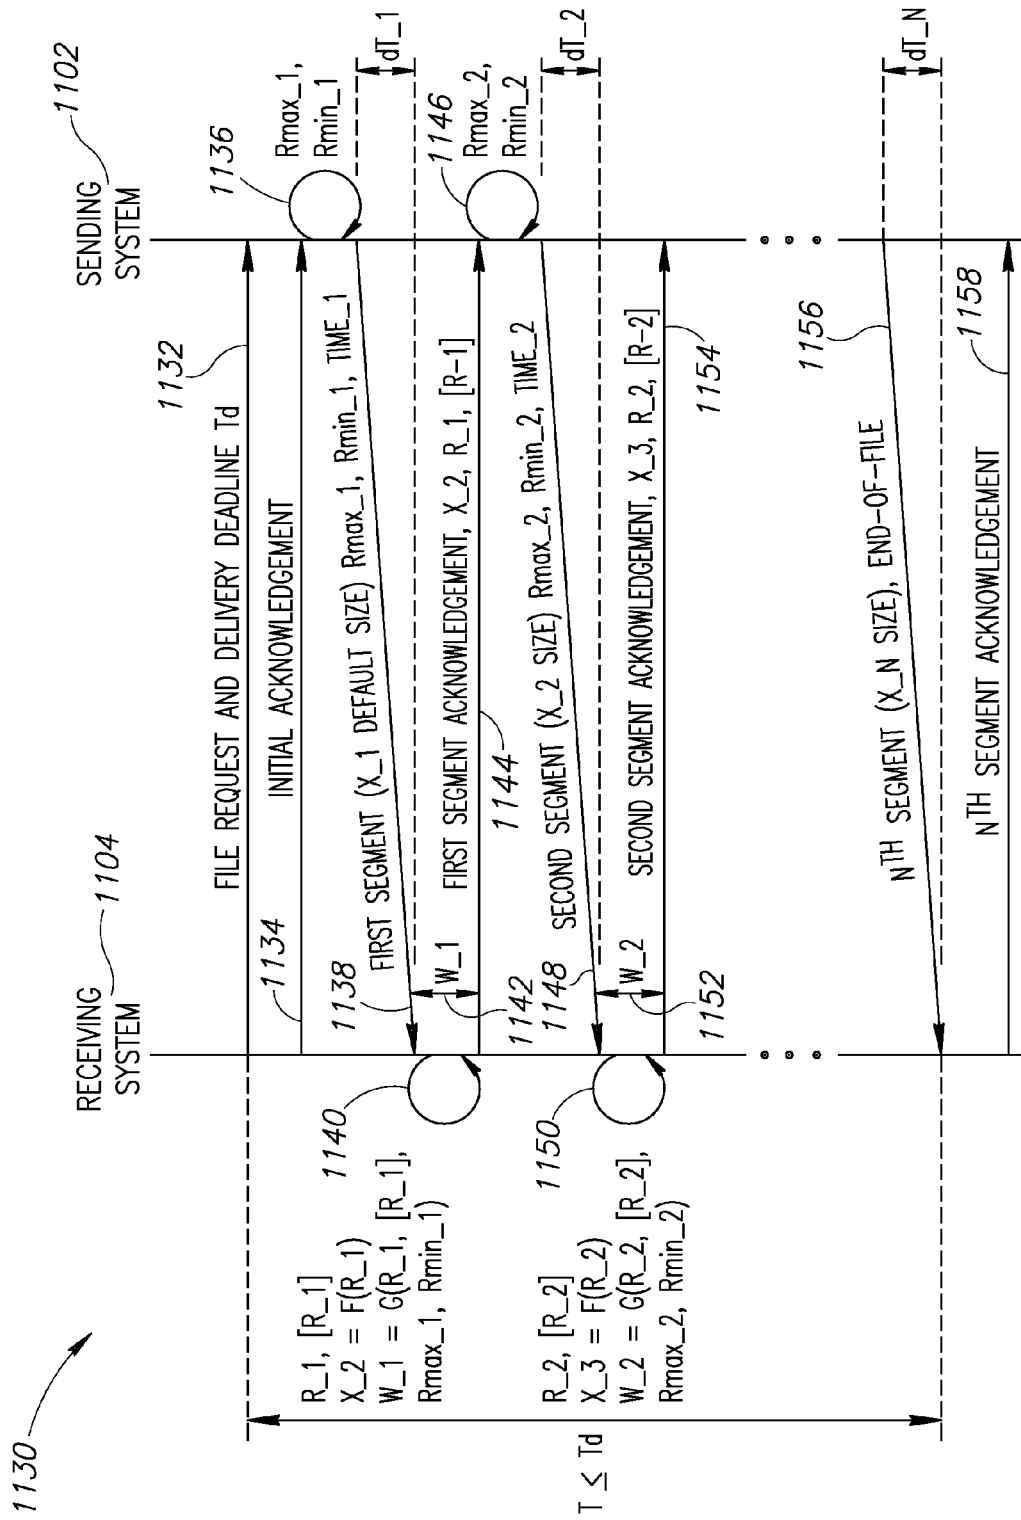 1130
RECEIVING
SYSTEM
1104
SENDING
SYSTEM
1102
FILE REQUEST AND DELIVERY DEADLINE Td
1132
1134
INITIAL ACKNOWLEDGEMENT
1136
Rmax_1,
Rmin_1
1138
FIRST SEGMENT (X_1 DEFAULT SIZE) Rmax_1, Rmin_1, TIME_1
dT_1
R_1, [R_1]
X_2 = F(R_1)
W_1 = G(R_1, [R_1],
Rmax_1, Rmin_1)
1140
W_1
1142
FIRST SEGMENT ACKNOWLEDGEMENT, X_2, R_1, [R-1]
1144
1146
Rmax_2,
Rmin_2
1148
SECOND SEGMENT (X_2 SIZE) Rmax_2, Rmin_2, TIME_2
dT_2
R_2, [R_2]
X_3 = F(R_2)
W_2 = G(R_2, [R_2],
Rmax_2, Rmin_2)
1150
W_2
1152
SECOND SEGMENT ACKNOWLEDGEMENT, X_3, R_2, [R-2]
1154
T ≤ Td
NTH SEGMENT (X_N SIZE), END-OF-FILE
1156
dT_N
NTH SEGMENT ACKNOWLEDGEMENT
1158